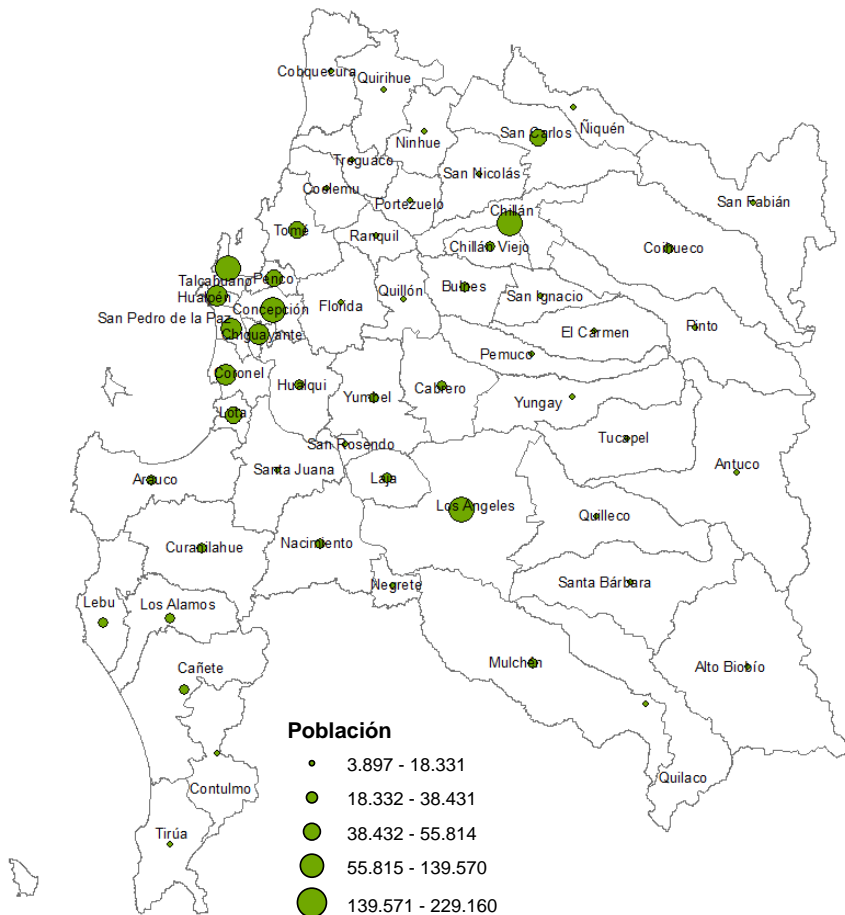 Cobquecura
Quirihue
Ñiquén
San Carlos
Ninhue
Treguaco
San Nicolás
Coelemu
Portezuelo
San Fabián
Chillán
Tomé
Ranquil
Chillán Viejo
Coihueco
Talcahuano
Penco
Hualpén
Concepción
Florida
Quillón
Bulnes
San Ignacio
San Pedro de la Paz
Chiguayante
El Carmen
Pinto
Pemuco
Coronel
Hualqui
Yumbel
Cabrero
Yungay
Lota
San Rosendo
Tucapel
Santa Juana
Antuco
Arauco
Laja
Los Angeles
Quilleco
Curanilahue
Nacimiento
Negrete
Santa Bárbara
Lebu
Los Alamos
Cañete
Mulchén
Alto Biobío
Población
3.897 - 18.331
Quilaco
Contulmo
18.332 - 38.431
38.432 - 55.814
Tirúa
55.815 - 139.570
139.571 - 229.160